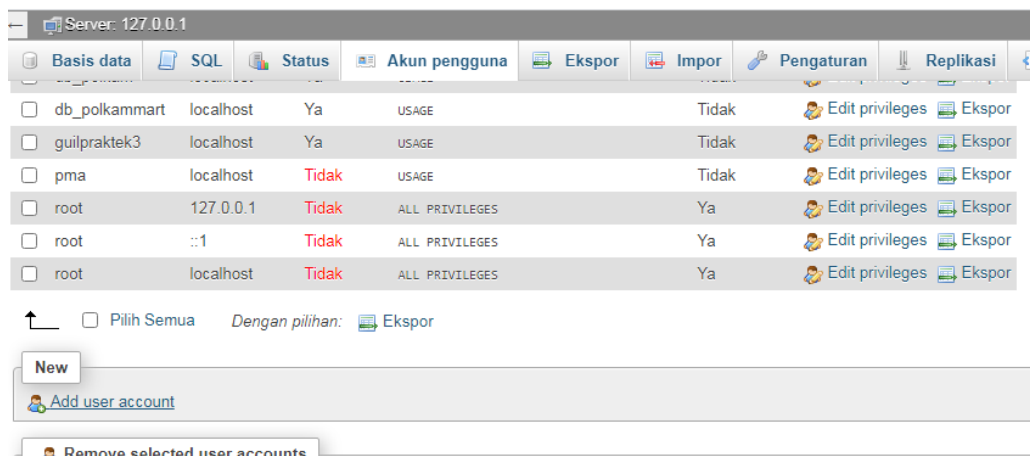 Server: 127.0.0.1
Basis data SQL Status Akun pengguna Ekspor Impor Pengaturan Replikasi
db_polkammart localhost Ya USAGE Tidak Edit privileges Ekspor
guilpraktek3 localhost Ya USAGE Tidak Edit privileges Ekspor
pma localhost Tidak USAGE Tidak Edit privileges Ekspor
root 127.0.0.1 Tidak ALL PRIVILEGES Ya Edit privileges Ekspor
root ::1 Tidak ALL PRIVILEGES Ya Edit privileges Ekspor
root localhost Tidak ALL PRIVILEGES Ya Edit privileges Ekspor
Pilih Semua Dengan pilihan: Ekspor
New
Add user account
Remove selected user accounts